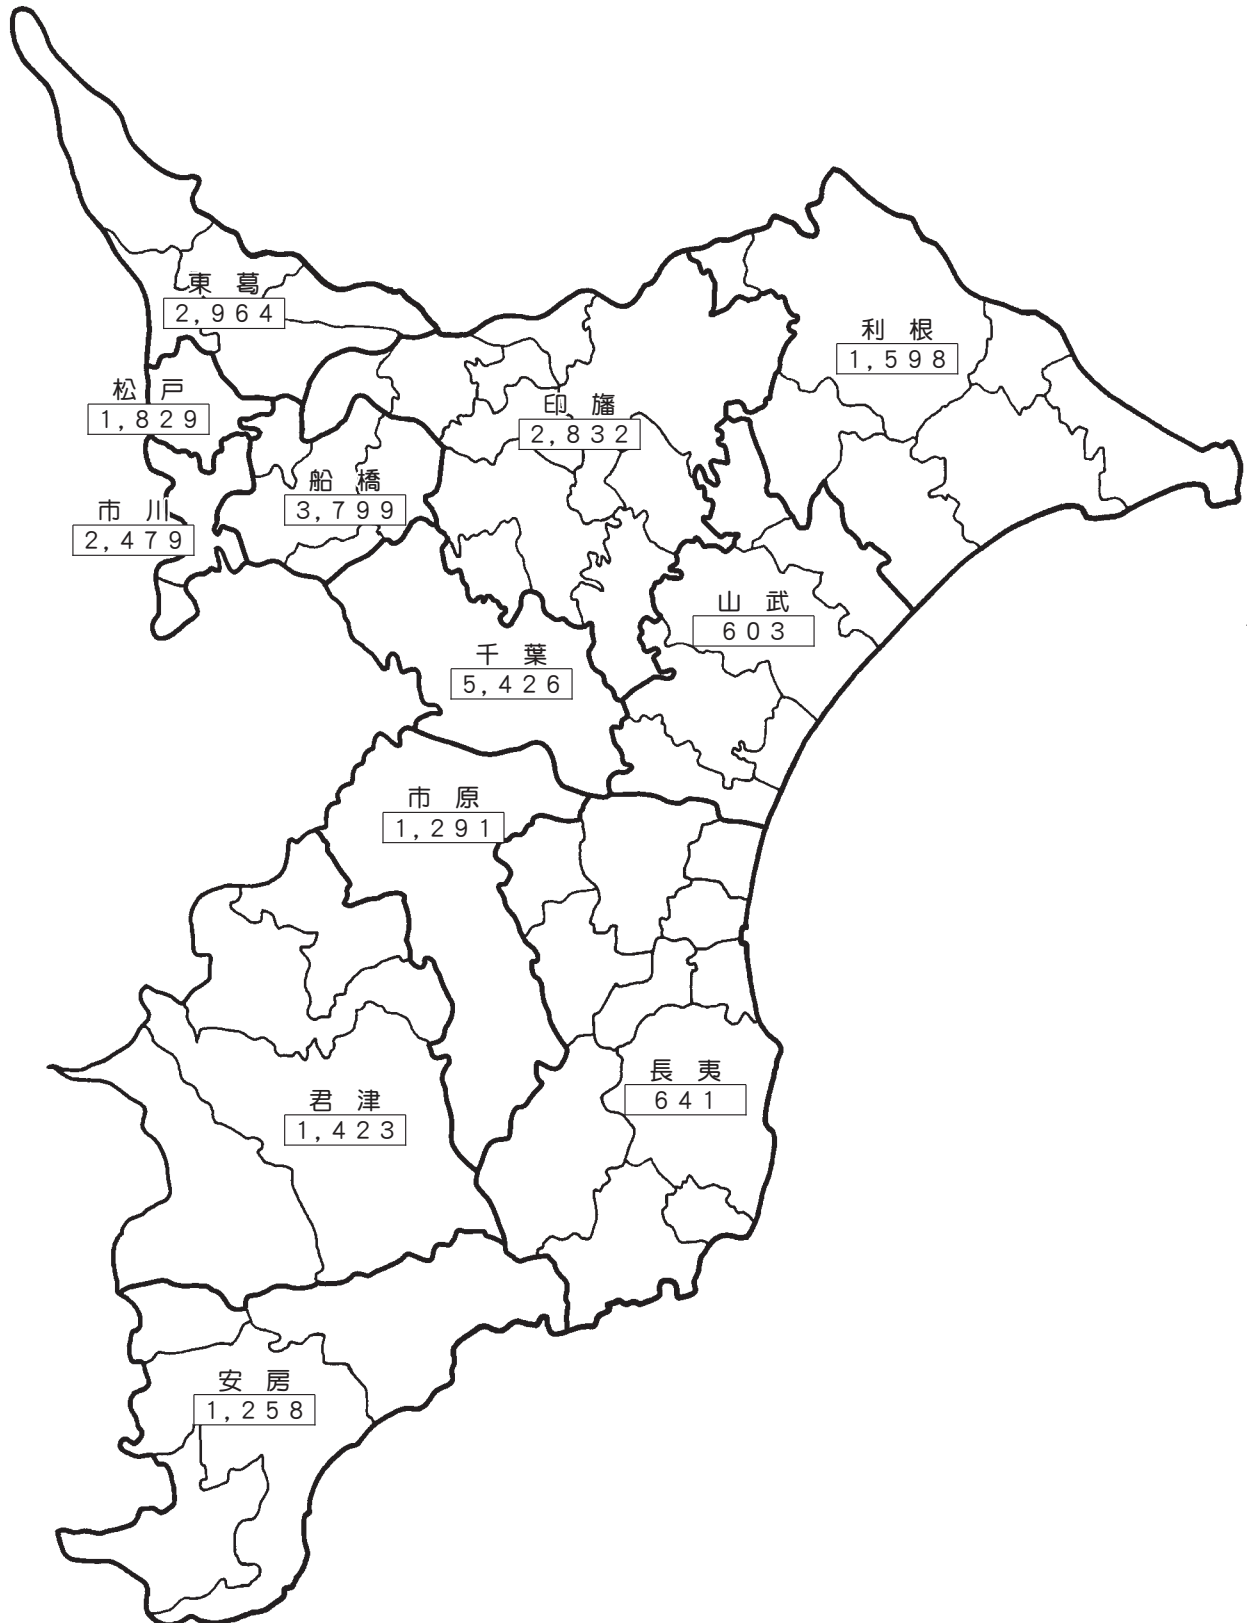 東葛
2,964
利根
1,598
松戸
1,829
印旛
2,832
船橋
3,799
市川
2,479
山武
603
千葉
5,426
市原
1,291
長夷
641
君津
1,423
安房
1,258